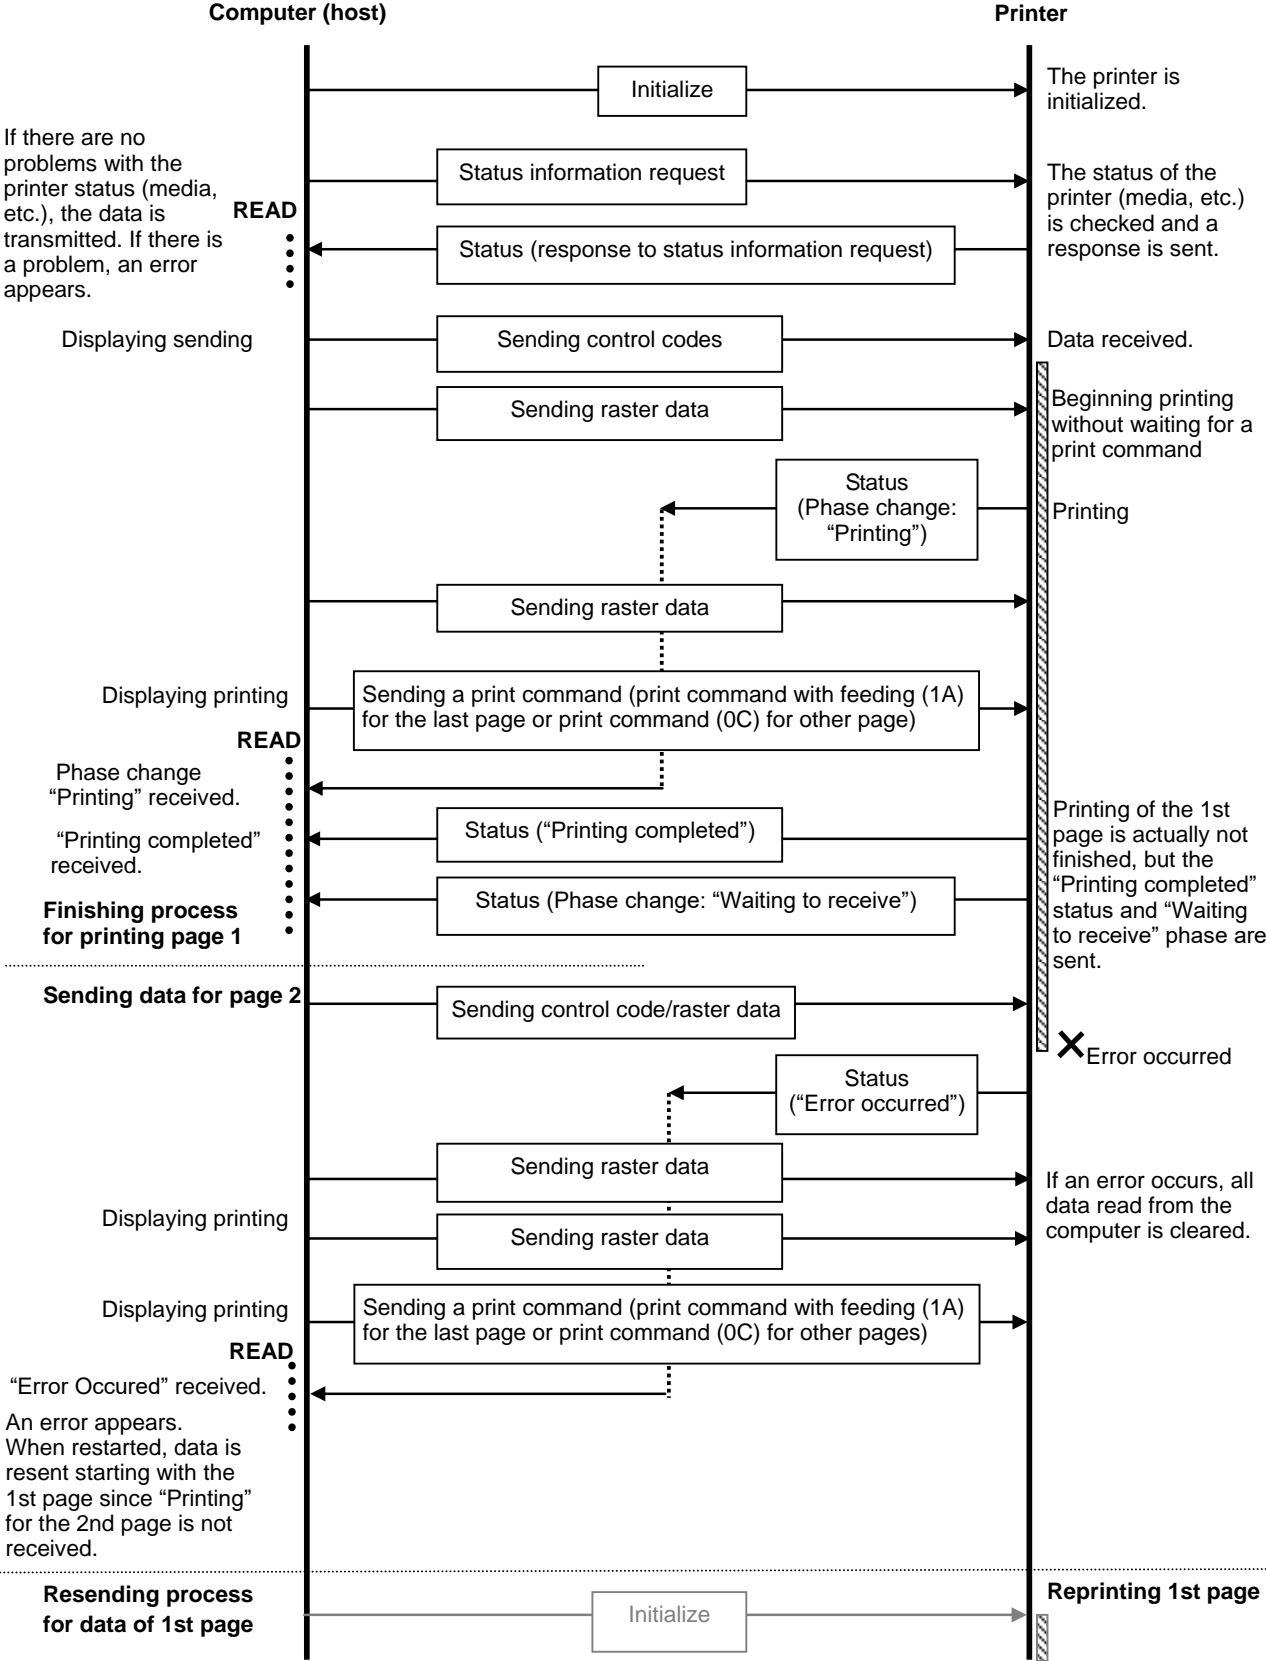 Computer (host)
Printer
Initialize
The printer is
initialized.
If there are no
problems with the
printer status (media,
etc.), the data is
transmitted. If there is
a problem, an error
appears.
READ
Status information request
The status of the
printer (media, etc.)
is checked and a
response is sent.
Status (response to status information request)
Displaying sending
Sending control codes
Data received.
Sending raster data
Beginning printing
without waiting for a
print command
Status
(Phase change:
“Printing”)
Printing
Sending raster data
Displaying printing
Sending a print command (print command with feeding (1A)
for the last page or print command (0C) for other page)
READ
Phase change
“Printing” received.
“Printing completed”
received.
Status (“Printing completed”)
Printing of the 1st
page is actually not
finished, but the
“Printing completed”
status and “Waiting
to receive” phase are
sent.
Status (Phase change: “Waiting to receive”)
Finishing process
for printing page 1
Sending data for page 2
Sending control code/raster data
Error occurred
Status
(“Error occurred”)
Sending raster data
If an error occurs, all
data read from the
computer is cleared.
Displaying printing
Sending raster data
Displaying printing
Sending a print command (print command with feeding (1A)
for the last page or print command (0C) for other pages)
READ
“Error Occured” received.
An error appears.
When restarted, data is
resent starting with the
1st page since “Printing”
for the 2nd page is not
received.
Resending process
for data of 1st page
Initialize
Reprinting 1st page